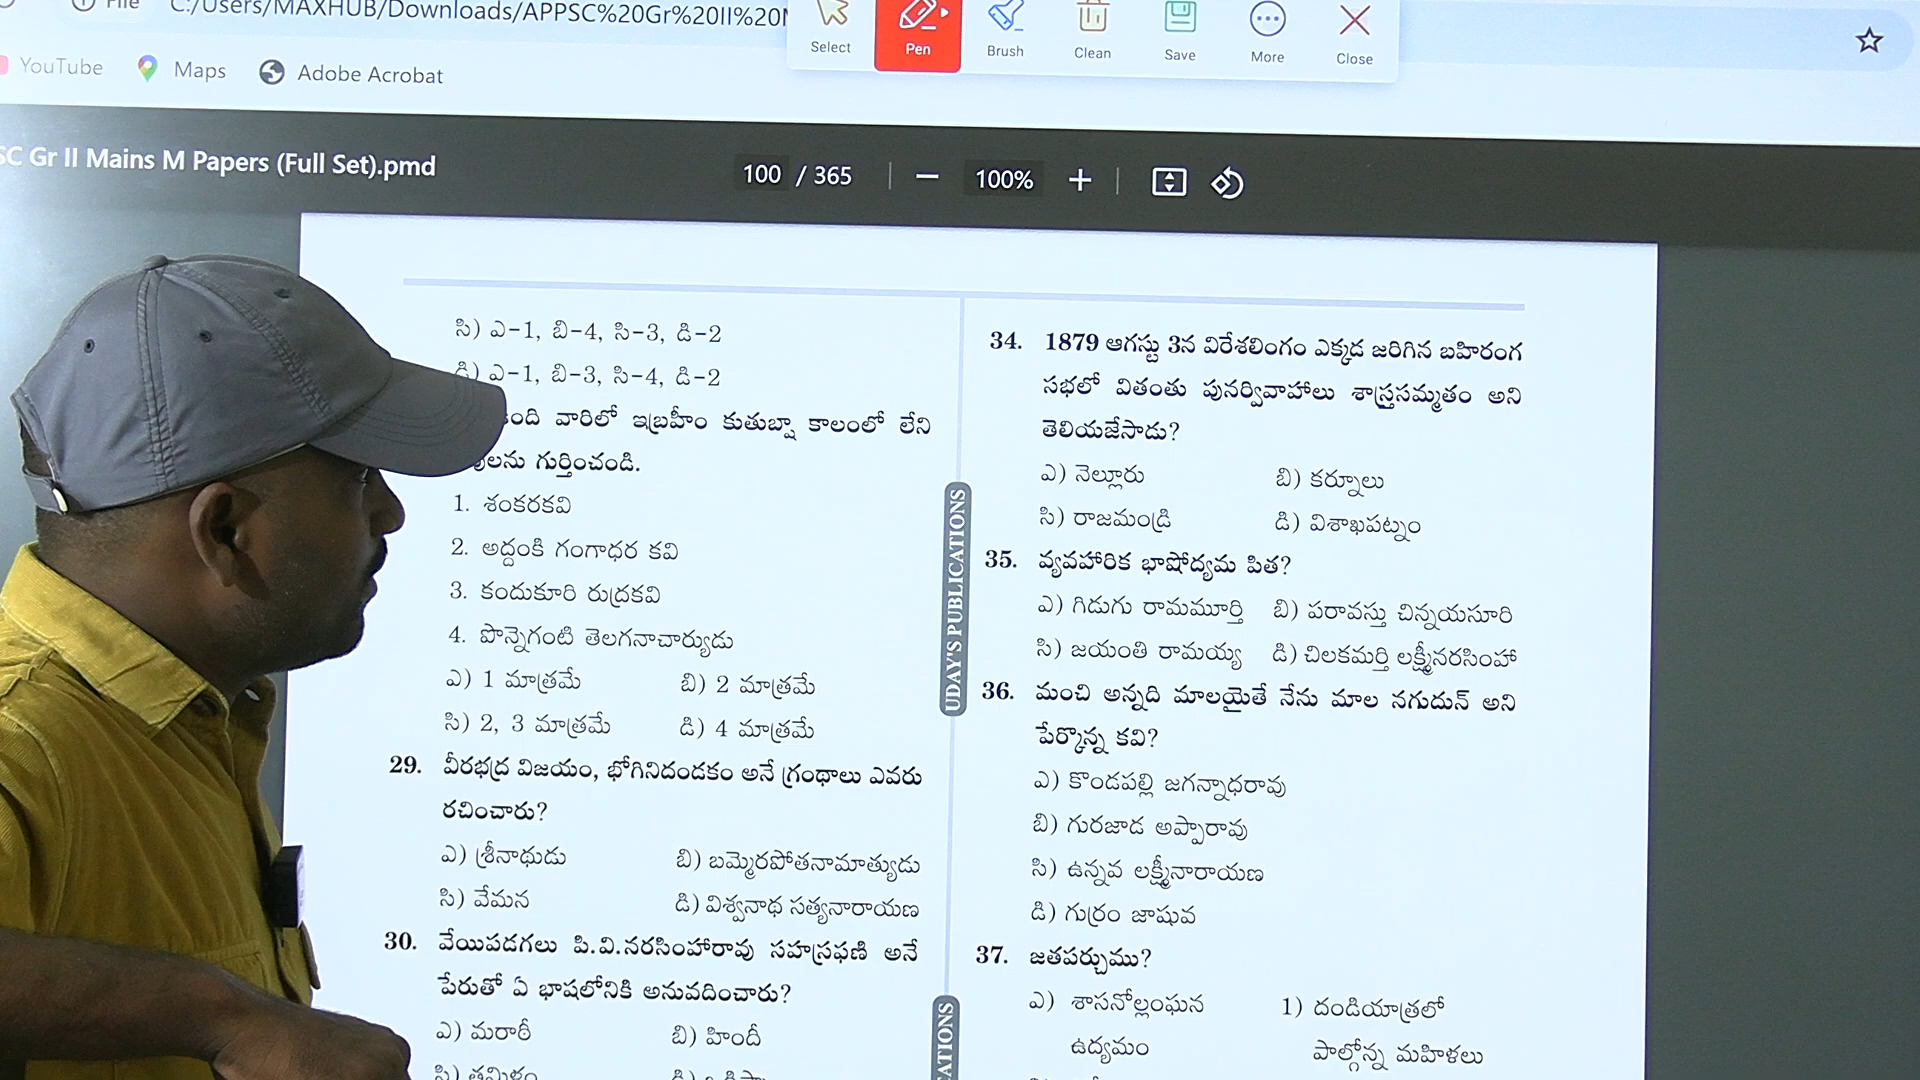 File C:/Users/MAXHUB/Downloads/APPSC%20Gr%20II%20
Select Pen Brush Clean Save More Close
YouTube Maps Adobe Acrobat
SC Gr II Mains M Papers (Full Set).pmd
100 / 365 100%
సి) ఎ-1, బి-4, సి-3, డి-2
డి) ఎ-1, బి-3, సి-4, డి-2
వారిలో ఇబ్రహీం కుతుబ్షా కాలంలో లేని
గుర్తించండి.
1. శంకరకవి
2. అద్దంకి గంగాధర కవి
3. కందుకూరి రుద్రకవి
4. పొన్నెగంటి తెలగనాచార్యుడు
ఎ) 1 మాత్రమే బి) 2 మాత్రమే
సి) 2, 3 మాత్రమే డి) 4 మాత్రమే
29. వీరభద్ర విజయం, భోగినిదండకం అనే గ్రంథాలు ఎవరు
రచించారు?
ఎ) శ్రీనాథుడు బి) బమ్మెరపోతనామాత్యుడు
సి) వేమన డి) విశ్వనాథ సత్యనారాయణ
30. వేయిపడగలు పి.వి.నరసింహారావు సహస్రఫణి అనే
పేరుతో ఏ భాషలోనికి అనువదించారు?
ఎ) మరాఠీ బి) హిందీ
సి) తమిళం
UDAY'S PUBLICATIONS
34. 1879 ఆగస్టు 3న విరేశలింగం ఎక్కడ జరిగిన బహిరంగ
సభలో వితంతు పునర్వివాహాలు శాస్త్రసమ్మతం అని
తెలియజేసాడు?
ఎ) నెల్లూరు బి) కర్నూలు
సి) రాజమండ్రి డి) విశాఖపట్నం
35. వ్యవహారిక భాషోద్యమ పిత?
ఎ) గిడుగు రామమూర్తి బి) పరావస్తు చిన్నయసూరి
సి) జయంతి రామయ్య డి) చిలకమర్తి లక్ష్మీనరసింహా
36. మంచి అన్నది మాలయైతే నేను మాల నగుదున్ అని
పేర్కొన్న కవి?
ఎ) కొండపల్లి జగన్నాధరావు
బి) గురజాడ అప్పారావు
సి) ఉన్నవ లక్ష్మీనారాయణ
డి) గుర్రం జాషువ
37. జతపర్చుము?
ఎ) శాసనోల్లంఘన 1) దండియాత్రలో
ఉద్యమం పాల్గోన్న మహిళలు